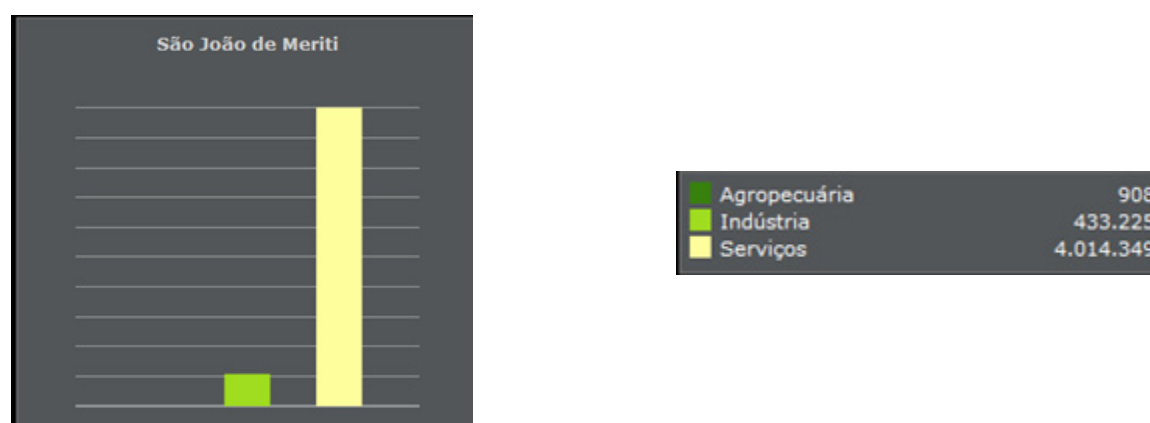 São João de Meriti
Agropecuária 908
Indústria 433.225
Serviços 4.014.349